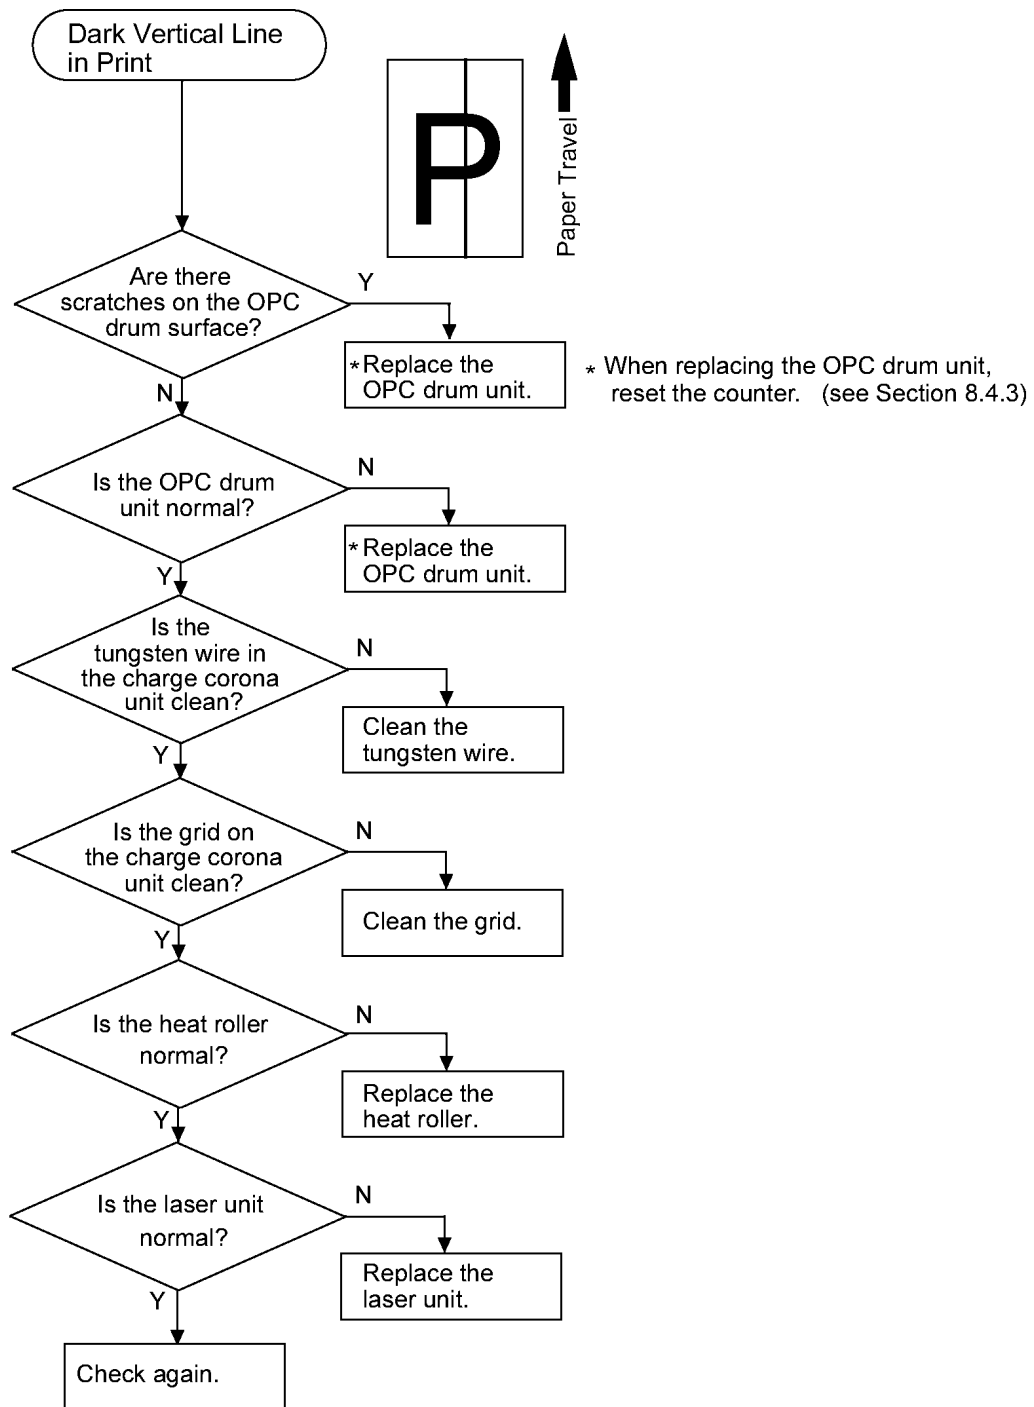 Dark Vertical Line
in Print
P
Paper Travel
Are there
scratches on the OPC
drum surface?
Y
N
*Replace the
OPC drum unit.
* When replacing the OPC drum unit,
reset the counter. (see Section 8.4.3)
Is the OPC drum
unit normal?
N
Y
*Replace the
OPC drum unit.
Is the
tungsten wire in
the charge corona
unit clean?
N
Y
Clean the
tungsten wire.
Is the grid on
the charge corona
unit clean?
N
Y
Clean the grid.
Is the heat roller
normal?
N
Y
Replace the
heat roller.
Is the laser unit
normal?
N
Y
Replace the
laser unit.
Check again.